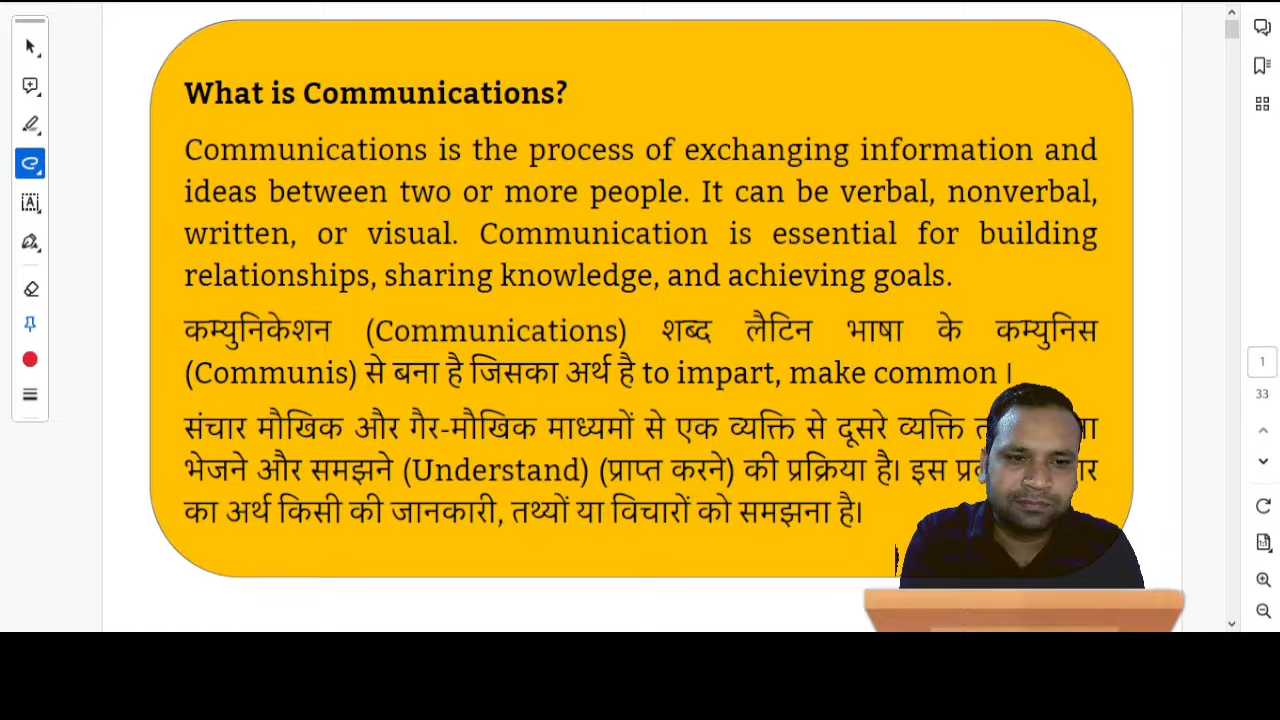 What is Communications?
Communications is the process of exchanging information and
ideas between two or more people. It can be verbal, nonverbal,
written, or visual. Communication is essential for building
relationships, sharing knowledge, and achieving goals.
कम्युनिकेशन (Communications) शब्द लैटिन भाषा के कम्युनिस
(Communis) से बना है जिसका अर्थ है to impart, make common।
संचार मौखिक और गैर-मौखिक माध्यमों से एक व्यक्ति से दूसरे व्यक्ति
भेजने और समझने (Understand) (प्राप्त करने) की प्रक्रिया है। इस
का अर्थ किसी की जानकारी, तथ्यों या विचारों को समझना है।
1
33